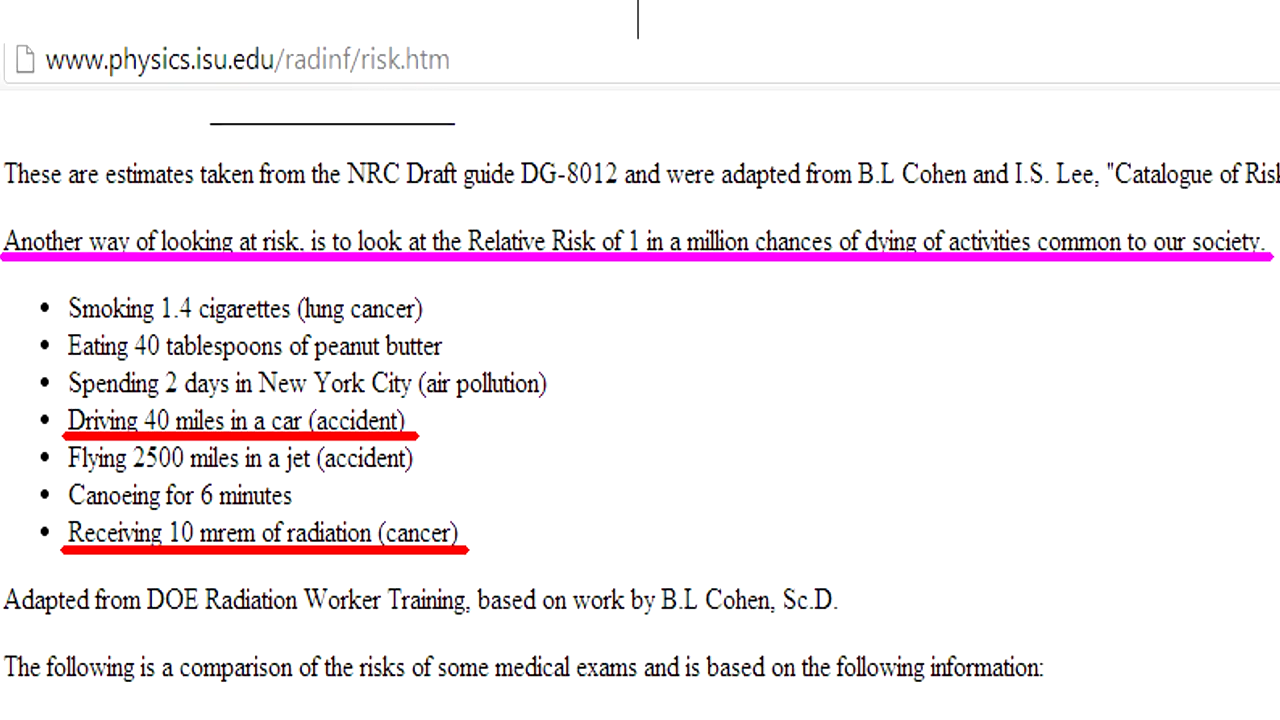 www.physics.isu.edu/radinf/risk.htm
These are estimates taken from the NRC Draft guide DG-8012 and were adapted from B.L Cohen and I.S. Lee, "Catalogue of Risk
Another way of looking at risk, is to look at the Relative Risk of 1 in a million chances of dying of activities common to our society.
• Smoking 1.4 cigarettes (lung cancer)
• Eating 40 tablespoons of peanut butter
• Spending 2 days in New York City (air pollution)
• Driving 40 miles in a car (accident)
• Flying 2500 miles in a jet (accident)
• Canoeing for 6 minutes
• Receiving 10 mrem of radiation (cancer)
Adapted from DOE Radiation Worker Training, based on work by B.L Cohen, Sc.D.
The following is a comparison of the risks of some medical exams and is based on the following information: